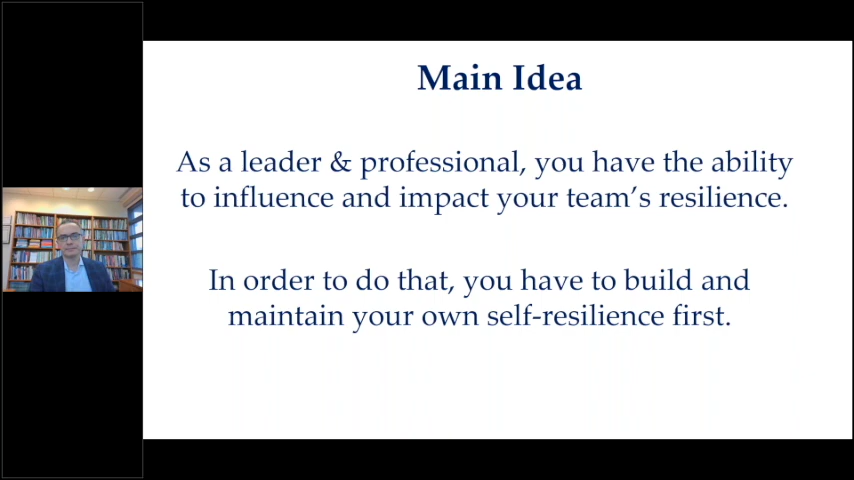 Main Idea
As a leader & professional, you have the ability
to influence and impact your team's resilience.
In order to do that, you have to build and
maintain your own self-resilience first.